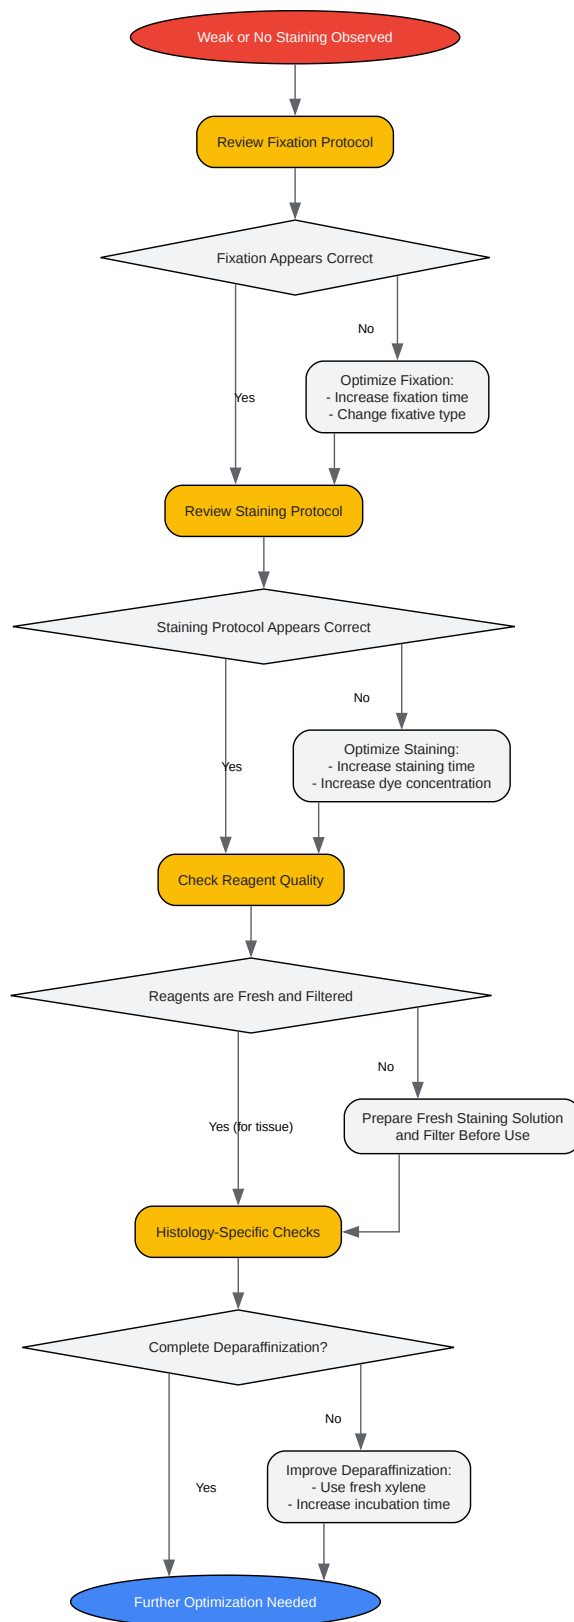 Weak or No Staining Observed
Review Fixation Protocol
Fixation Appears Correct
No
Optimize Fixation:
- Increase fixation time
- Change fixative type
Yes
Review Staining Protocol
Staining Protocol Appears Correct
No
Optimize Staining:
- Increase staining time
- Increase dye concentration
Yes
Check Reagent Quality
Reagents are Fresh and Filtered
No
Prepare Fresh Staining Solution
and Filter Before Use
Yes (for tissue)
Histology-Specific Checks
Complete Deparaffinization?
No
Improve Deparaffinization:
- Use fresh xylene
- Increase incubation time
Yes
Further Optimization Needed